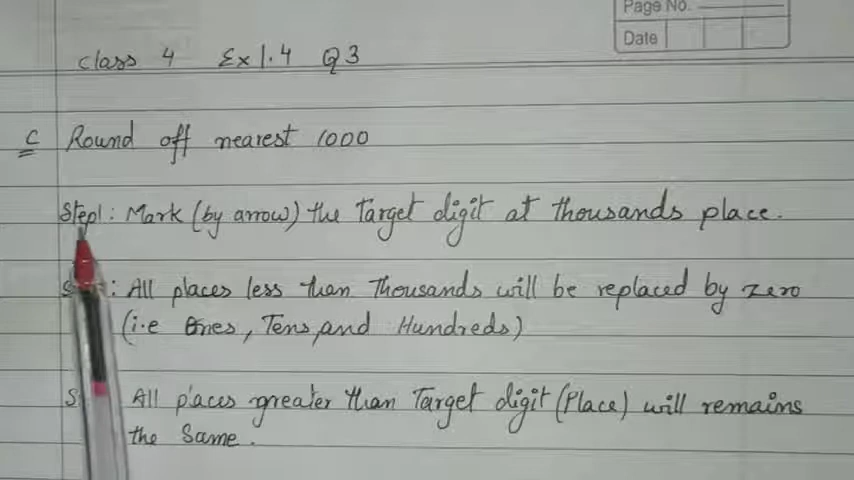 Page No.
Date
Class 4 Ex 1.4 Q3
C Round off nearest 1000
Step1: Mark (by arrow) the Target digit at thousands place.
: All places less than Thousands will be replaced by zero
(i.e Ones, Tens, and Hundreds)
All places greater than Target digit (Place) will remains
the Same.